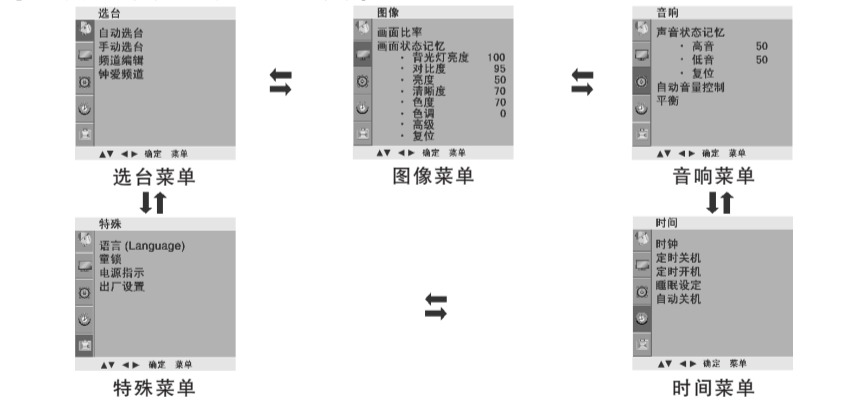 选台
自动选台
手动选台
频道编辑
钟爱频道
▲▼ ◀▶ 确定 菜单
选台菜单
图像
画面比率
画面状态记忆
· 背光灯亮度 100
· 对比度 95
· 亮度 50
· 清晰度 70
· 色度 70
· 色调 0
· 高级
· 复位
▲▼ ◀▶ 确定 菜单
图像菜单
音响
声音状态记忆
· 高音 50
· 低音 50
· 复位
自动音量控制
平衡
▲▼ ◀▶ 确定 菜单
音响菜单
特殊
语言 (Language)
童锁
电源指示
出厂设置
▲▼ ◀▶ 确定 菜单
特殊菜单
时间
时钟
定时关机
定时开机
睡眠设定
自动关机
▲▼ ◀▶ 确定 菜单
时间菜单